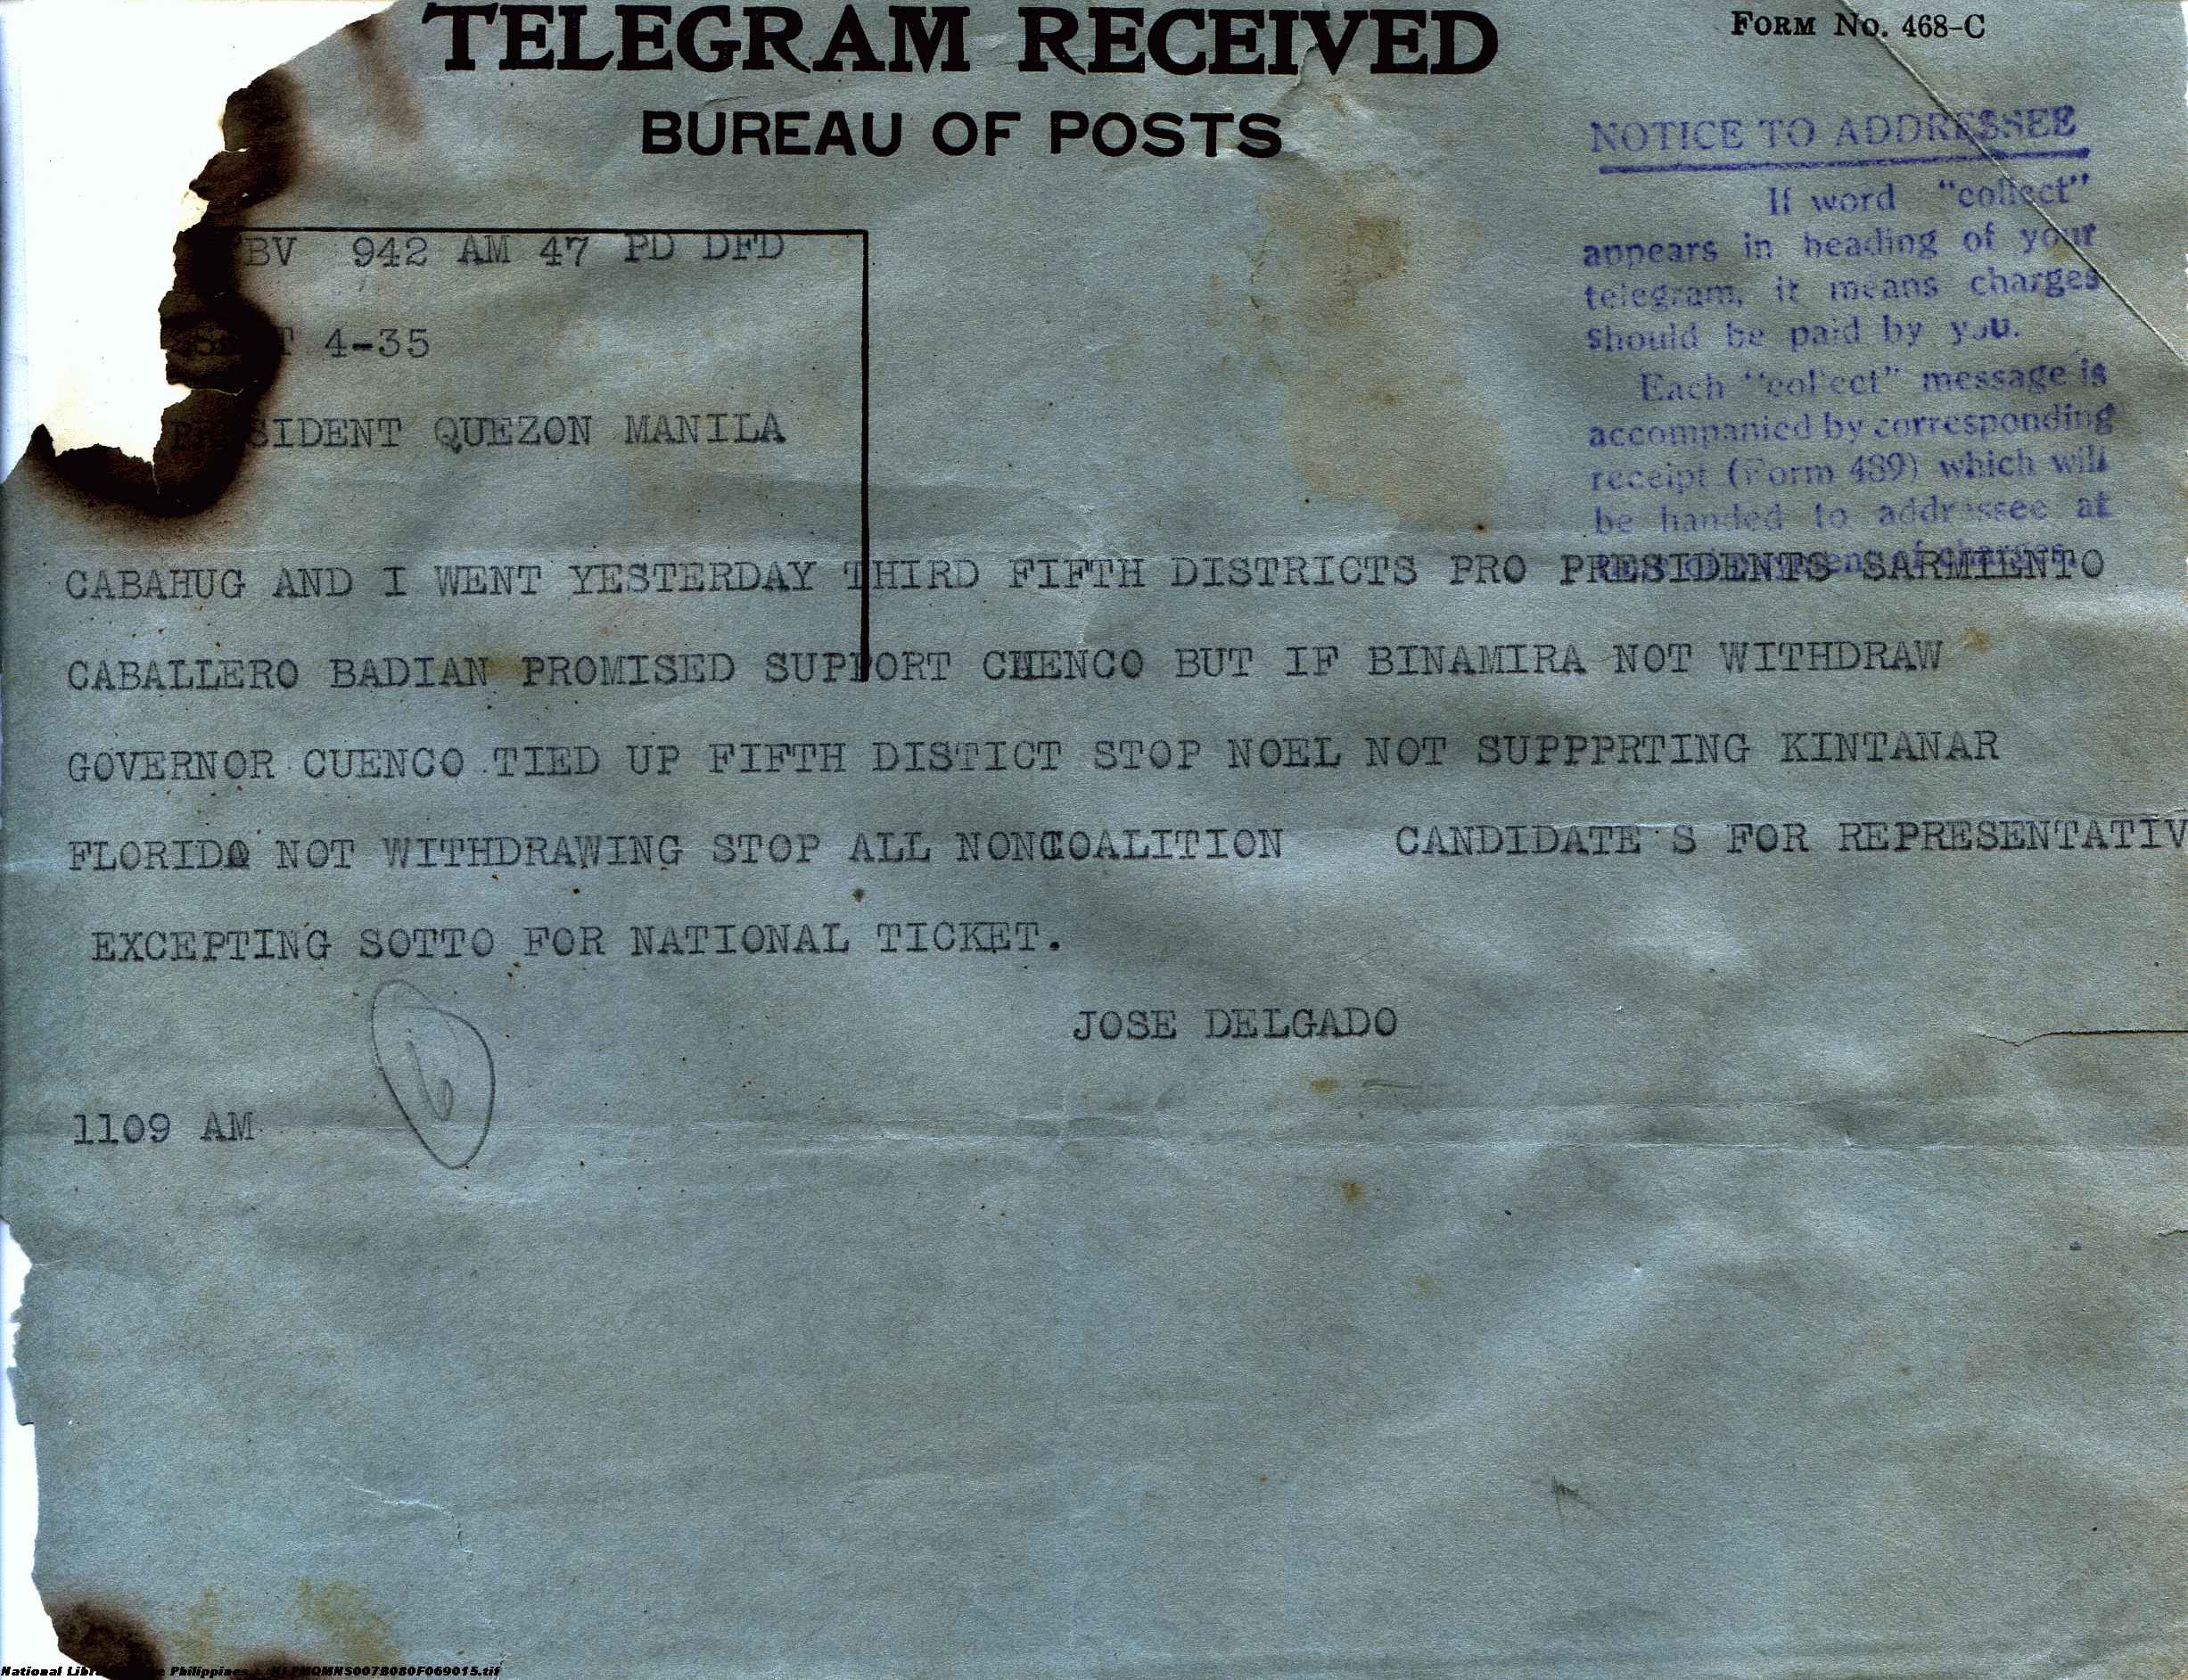 TELEGRAM RECEIVED
FORM No. 468-C
BUREAU OF POSTS
NOTICE TO ADDRESSEE
If word "collect"
appears in heading of your
telegram, it means charges
should be paid by you.
Each "collect" message is
accompanied by corresponding
receipt (Form 489) which will
be handed to addressee at
BV 942 AM 47 PD DFD
4-35
PRESIDENT QUEZON MANILA
CABAHUG AND I WENT YESTERDAY THIRD FIFTH DISTRICTS PRO PRESIDENTS SARMIENTO
CABALLERO BADIAN PROMISED SUPPORT CUENCO BUT IF BINAMIRA NOT WITHDRAW
GOVERNOR CUENCO TIED UP FIFTH DISTICT STOP NOEL NOT SUPPPRTING KINTANAR
FLORIDO NOT WITHDRAWING STOP ALL NONCOALITION CANDIDATE S FOR REPRESENTATIV
EXCEPTING SOTTO FOR NATIONAL TICKET.
JOSE DELGADO
1109 AM
6
National Philippines NLPMQMNS007B080F069015.tif